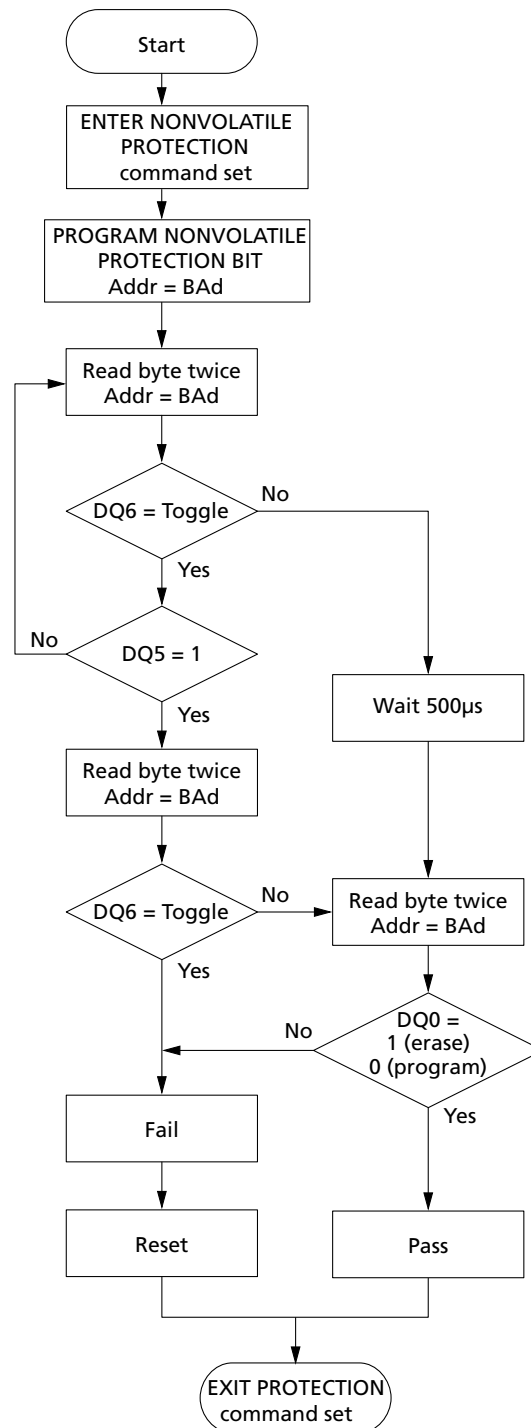 Start
ENTER NONVOLATILE
PROTECTION
command set
PROGRAM NONVOLATILE
PROTECTION BIT
Addr = BAd
Read byte twice
Addr = BAd
DQ6 = Toggle
No
Yes
DQ5 = 1
No
Yes
Wait 500µs
Read byte twice
Addr = BAd
DQ6 = Toggle
No
Yes
Read byte twice
Addr = BAd
DQ0 =
1 (erase)
0 (program)
No
Yes
Fail
Reset
Pass
EXIT PROTECTION
command set